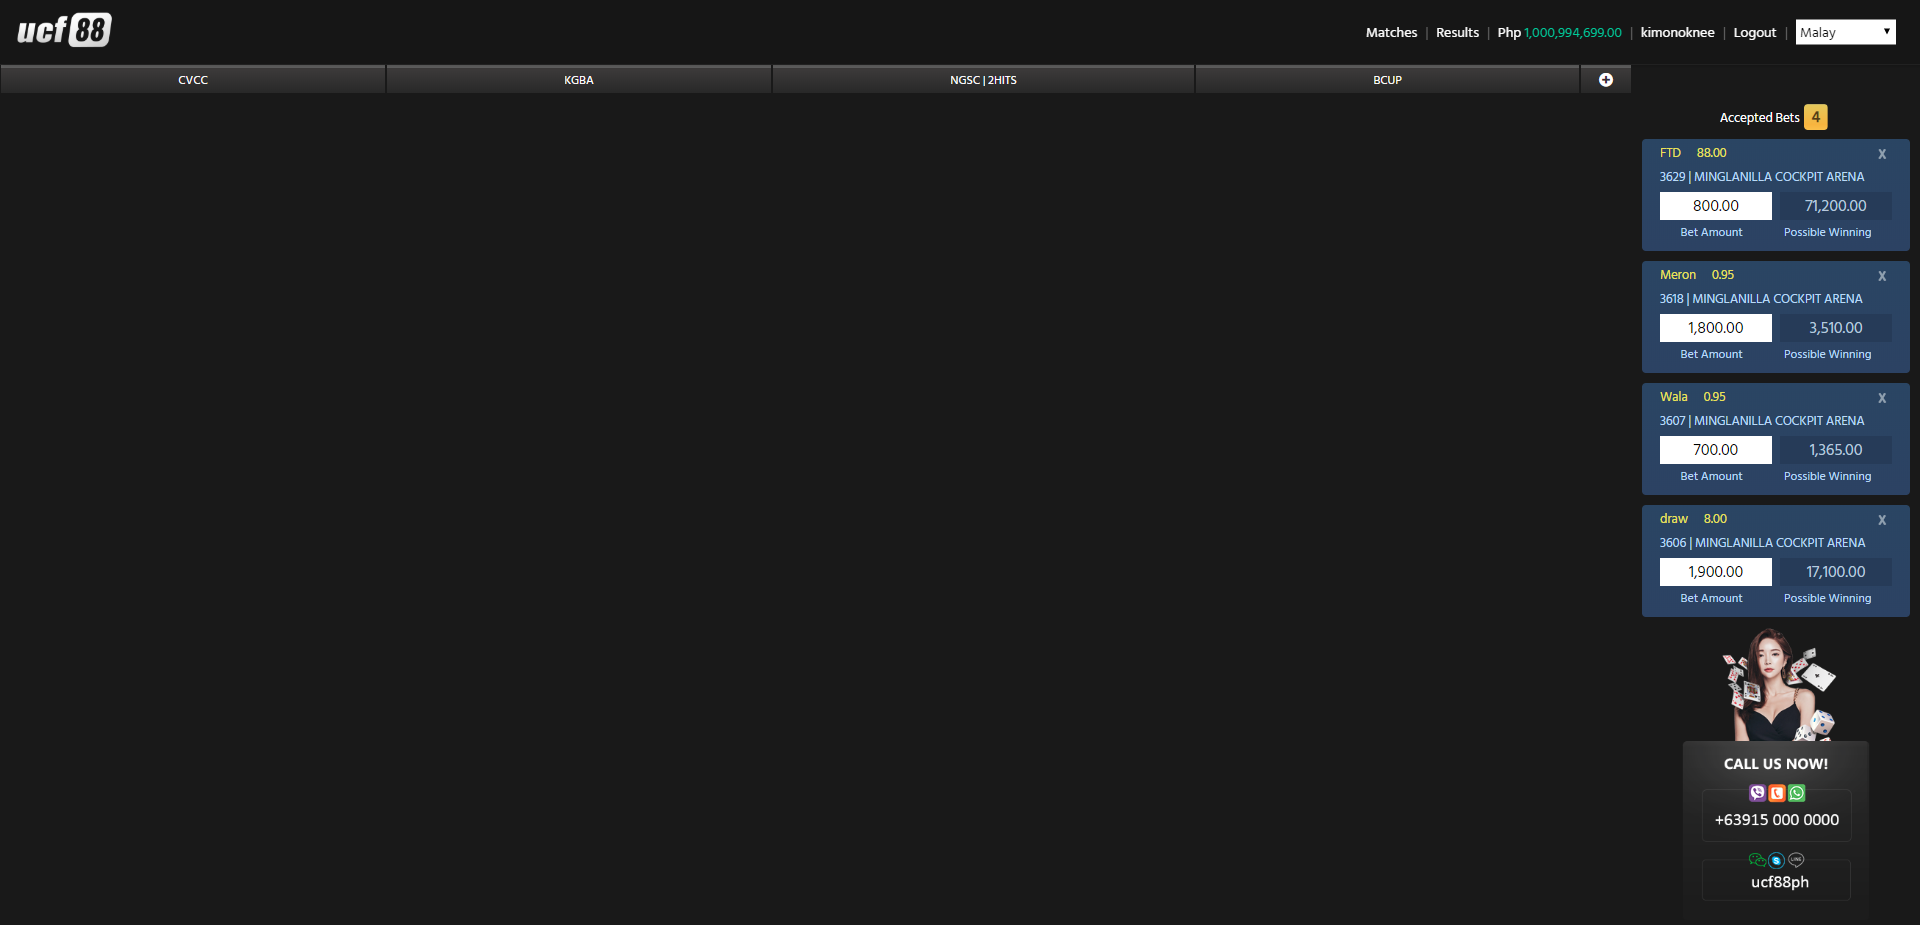 ucf88
Matches | Results | Php 1,000,994,699.00 | kimonoknee | Logout | Malay
CVCC KGBA NGSC | 2HITS BCUP
Accepted Bets 4
FTD 88.00 X
3629 | MINGLANILLA COCKPIT ARENA
800.00 71,200.00
Bet Amount Possible Winning
Meron 0.95 X
3618 | MINGLANILLA COCKPIT ARENA
1,800.00 3,510.00
Bet Amount Possible Winning
Wala 0.95 X
3607 | MINGLANILLA COCKPIT ARENA
700.00 1,365.00
Bet Amount Possible Winning
draw 8.00 X
3606 | MINGLANILLA COCKPIT ARENA
1,900.00 17,100.00
Bet Amount Possible Winning
CALL US NOW!
+63915 000 0000
LINE
ucf88ph